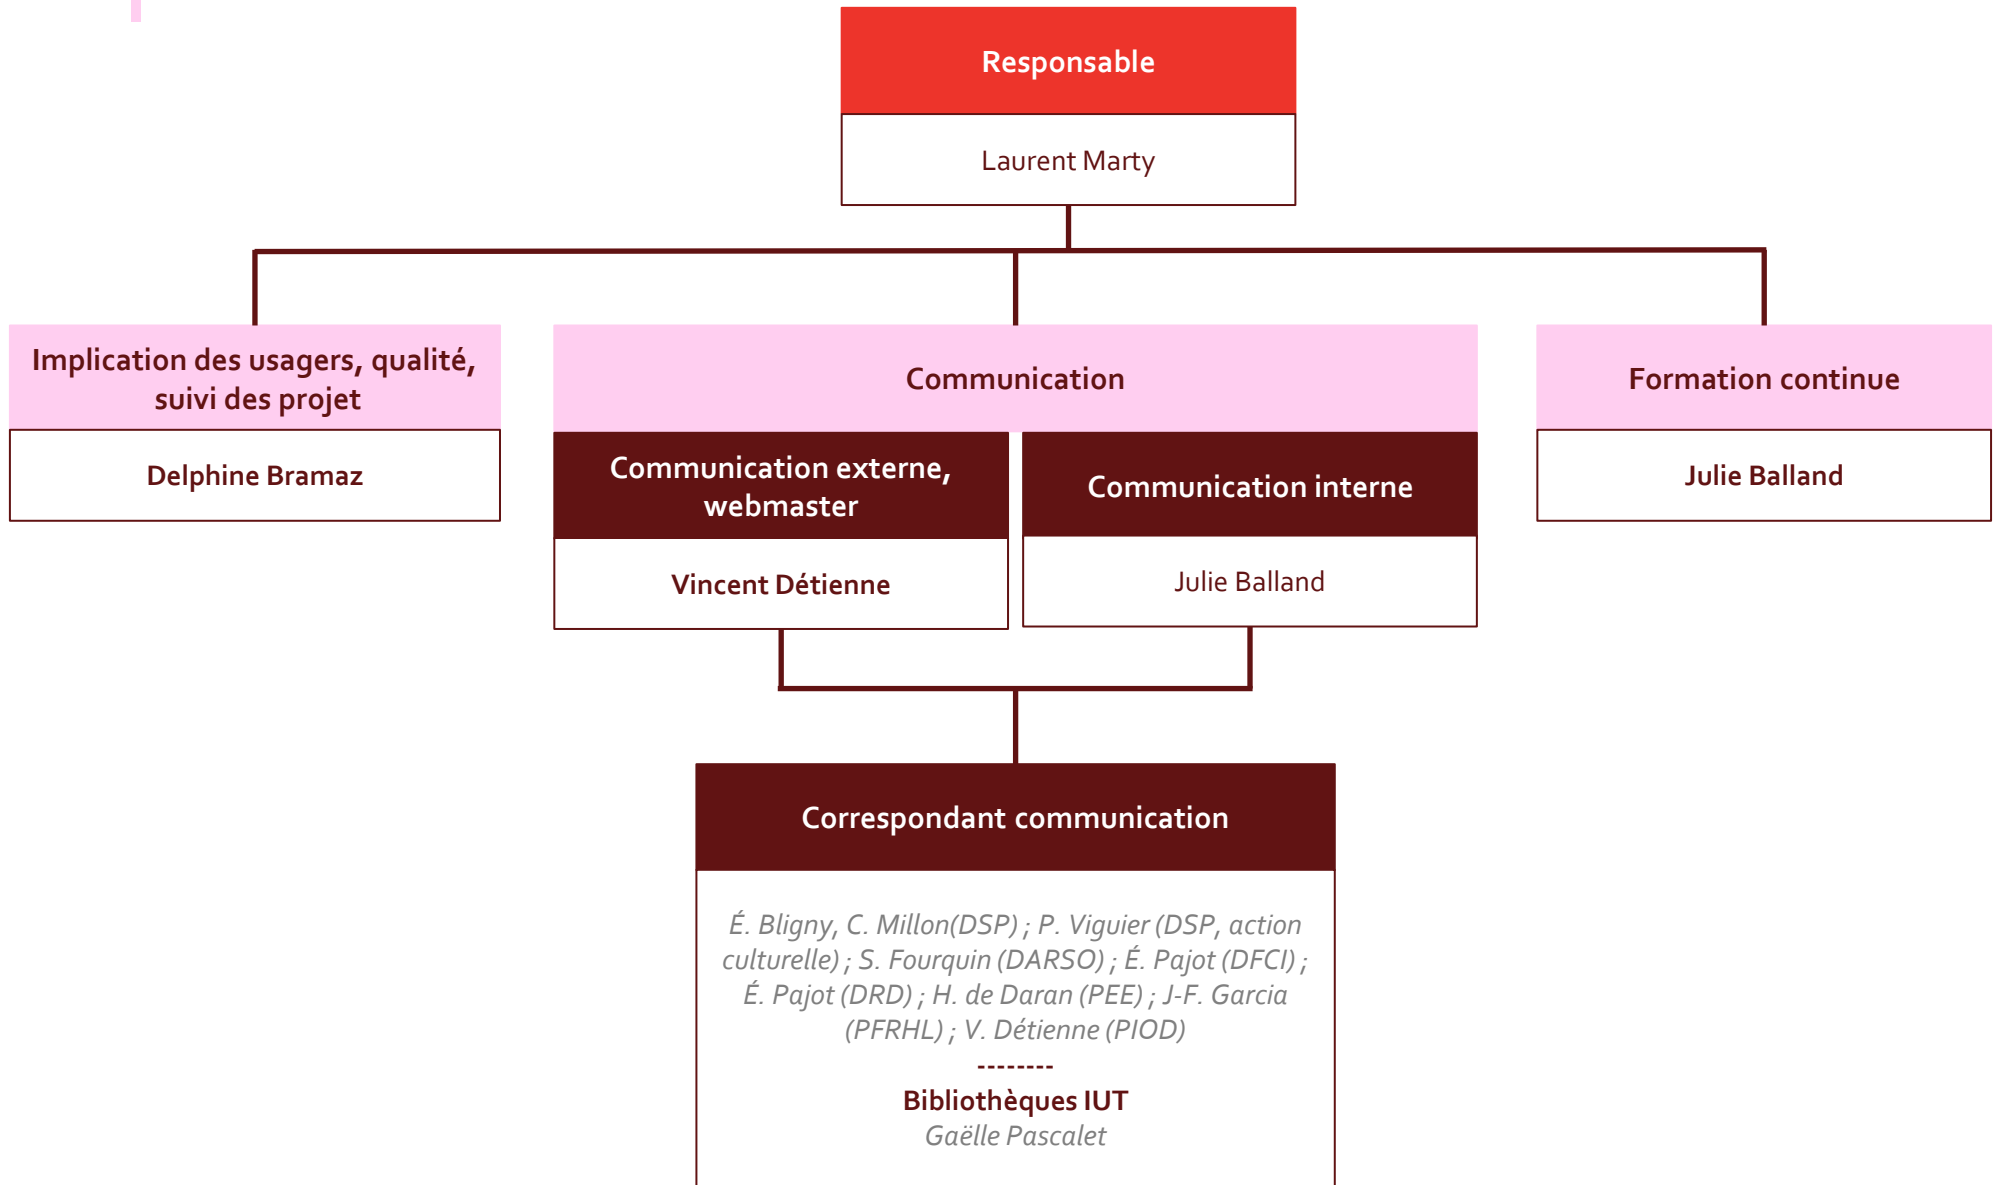 Responsable
Laurent Marty
Implication des usagers, qualité,
suivi des projet
Delphine Bramaz
Communication
Communication externe,
webmaster
Vincent Détienne
Communication interne
Julie Balland
Formation continue
Julie Balland
Correspondant communication
É. Bligny, C. Millon(DSP) ; P. Viguier (DSP, action
culturelle) ; S. Fourquin (DARSO) ; É. Pajot (DFCI) ;
É. Pajot (DRD) ; H. de Daran (PEE) ; J-F. Garcia
(PFRHL) ; V. Détienne (PIOD)
--------
Bibliothèques IUT
Gaëlle Pascalet